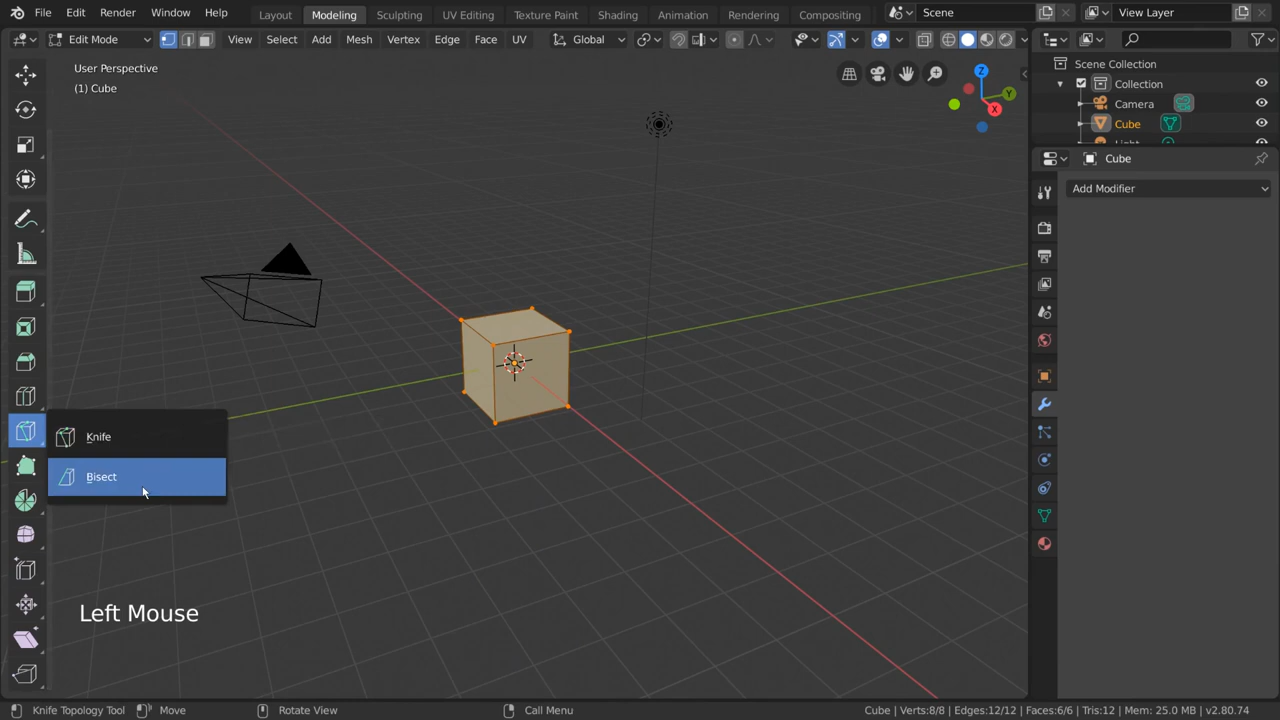 File Edit Render Window Help
Layout Modeling Sculpting UV Editing Texture Paint Shading Animation Rendering Compositing
Scene
View Layer
Edit Mode
View Select Add Mesh Vertex Edge Face UV
Global
User Perspective
(1) Cube
Z
Y
X
Scene Collection
Collection
Camera
Cube
Light
Cube
Add Modifier
Knife
Bisect
Left Mouse
Knife Topology Tool
Move
Rotate View
Call Menu
Cube | Verts:8/8 | Edges:12/12 | Faces:6/6 | Tris:12 | Mem: 25.0 MB | v2.80.74